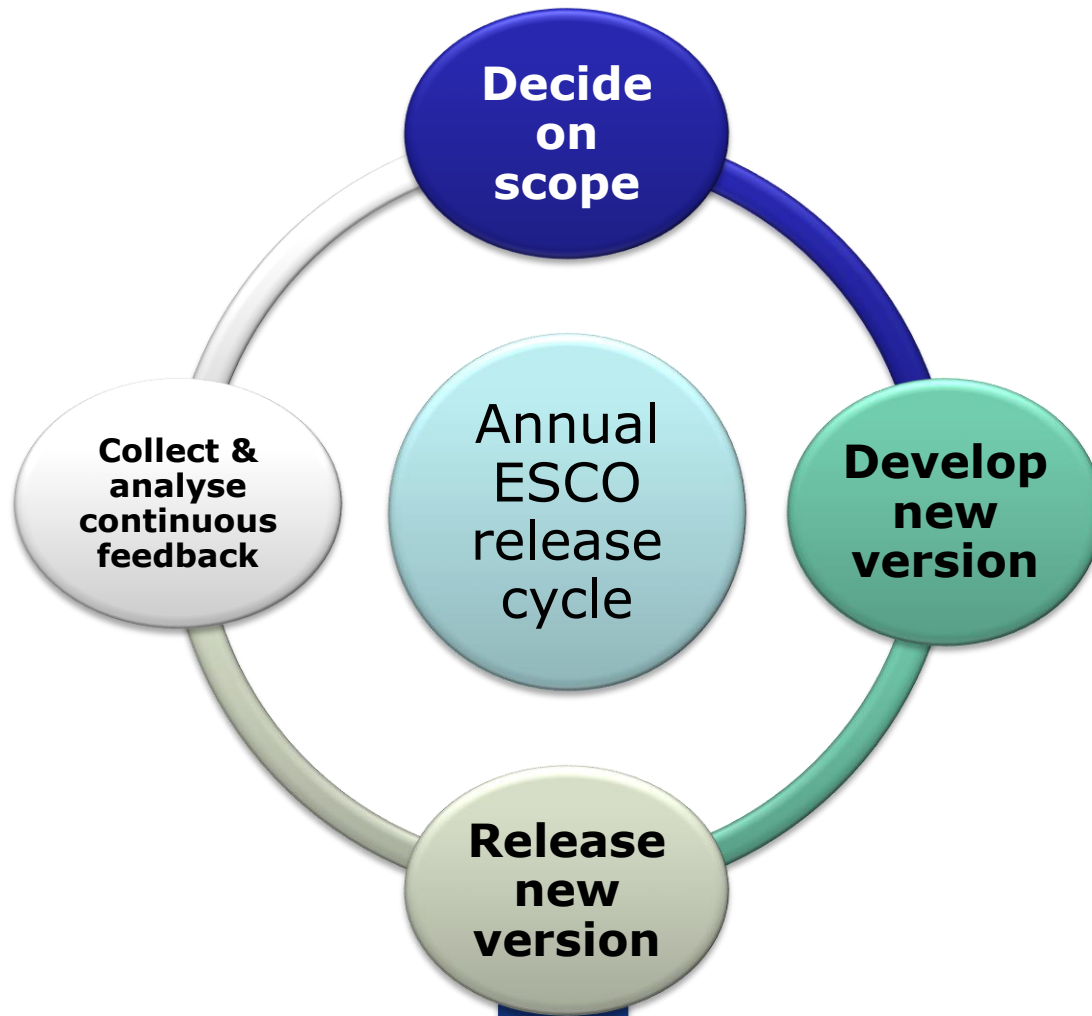 Decide
on
scope
Annual
ESCO
release
cycle
Collect &
analyse
continuous
feedback
Develop
new
version
Release
new
version